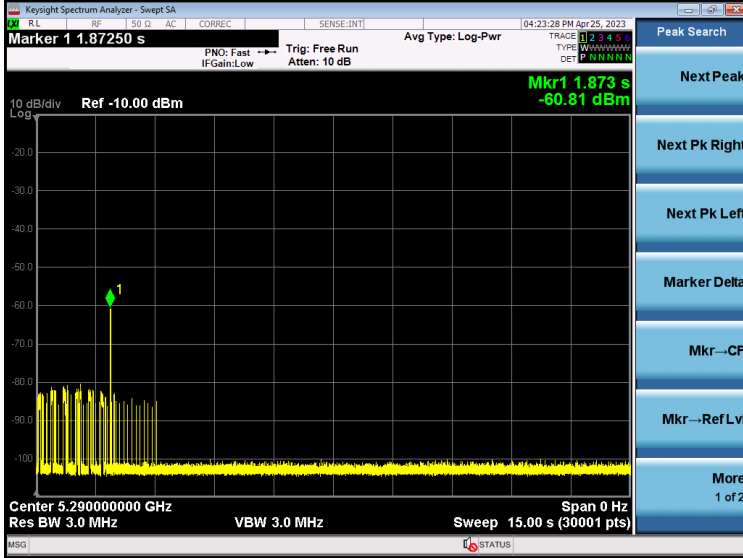 Keysight Spectrum Analyzer - Swept SA
LXI RL RF 50 Ω AC CORREC SENSE:INT 04:23:28 PM Apr 25, 2023
Marker 1 1.87250 s
PNO: Fast
IFGain:Low
Trig: Free Run
Atten: 10 dB
Avg Type: Log-Pwr
TRACE 1 2 3 4 5 6
TYPE WWWWWW
DET P N N N N N
Mkr1 1.873 s
-60.81 dBm
10 dB/div Ref -10.00 dBm
Log
-20.0
-30.0
-40.0
-50.0
1
-60.0
-70.0
-80.0
-90.0
-100
Center 5.290000000 GHz Span 0 Hz
Res BW 3.0 MHz VBW 3.0 MHz Sweep 15.00 s (30001 pts)
MSG STATUS
Peak Search
Next Peak
Next Pk Right
Next Pk Left
Marker Delta
Mkr→CF
Mkr→Ref Lvl
More
1 of 2